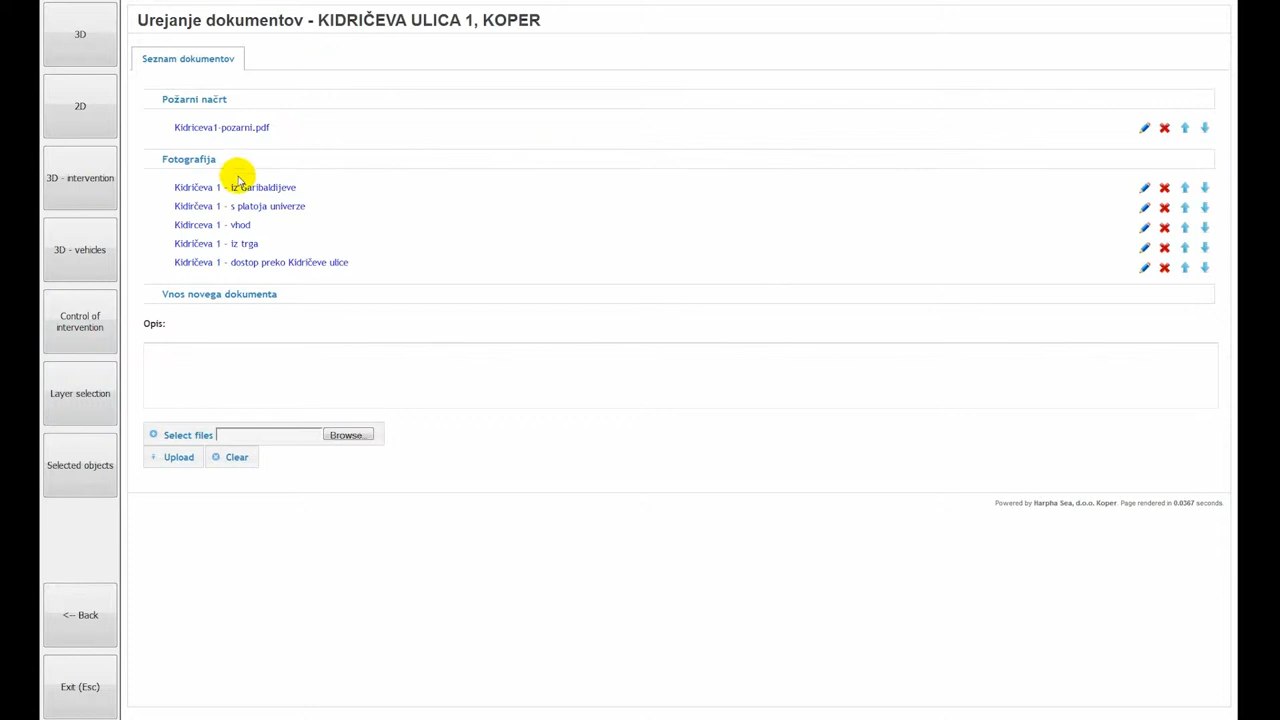 3D
2D
3D - intervention
3D - vehicles
Control of
intervention
Layer selection
Selected objects
<-- Back
Exit (Esc)
Urejanje dokumentov - KIDRIČEVA ULICA 1, KOPER
Seznam dokumentov
Požarni načrt
Kidriceva1-pozarni.pdf
Fotografija
Kidričeva 1 - iz Garibaldijeve
Kidirčeva 1 - s platoja univerze
Kidirceva 1 - vhod
Kidričeva 1 - iz trga
Kidričeva 1 - dostop preko Kidričeve ulice
Vnos novega dokumenta
Opis:
Select files Browse...
Upload Clear
Powered by Harpha Sea, d.o.o. Koper. Page rendered in 0.0367 seconds.